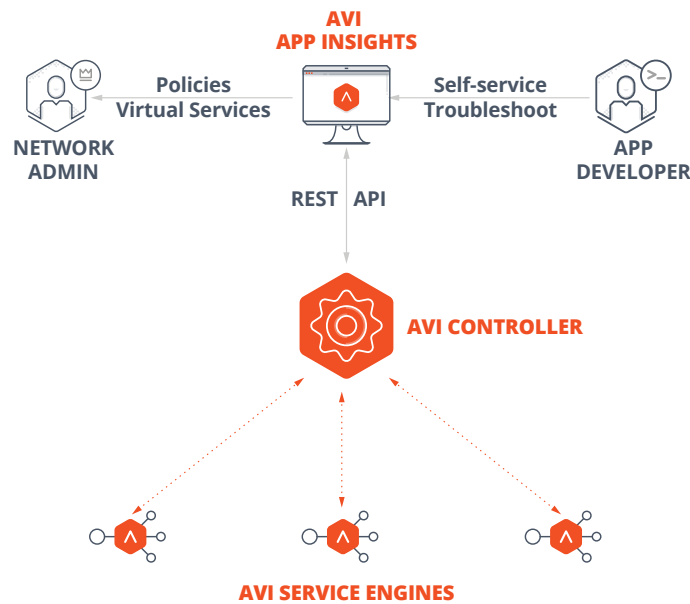 AVI
APP INSIGHTS
Policies
Virtual Services
Self-service
Troubleshoot
NETWORK
ADMIN
APP
DEVELOPER
REST API
AVI CONTROLLER
AVI SERVICE ENGINES